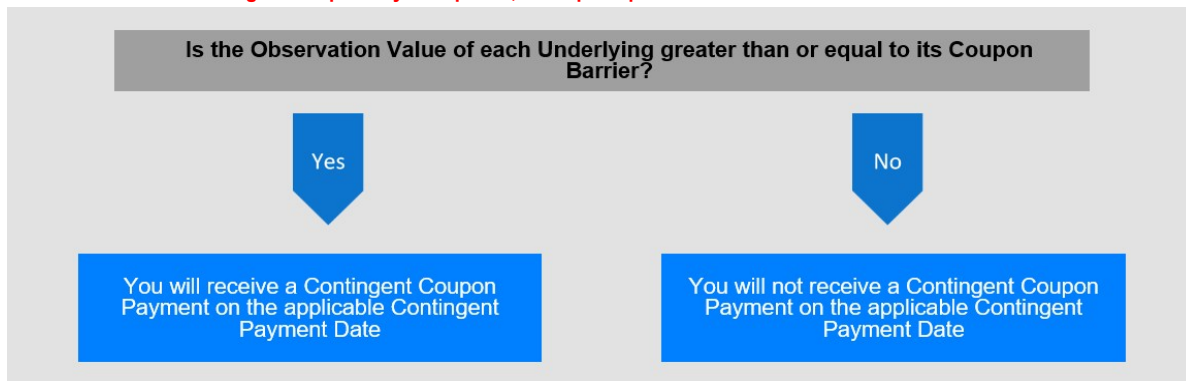 Is the Observation Value of each Underlying greater than or equal to its Coupon
Barrier?
Yes
No
You will receive a Contingent Coupon
Payment on the applicable Contingent
Payment Date
You will not receive a Contingent Coupon
Payment on the applicable Contingent
Payment Date